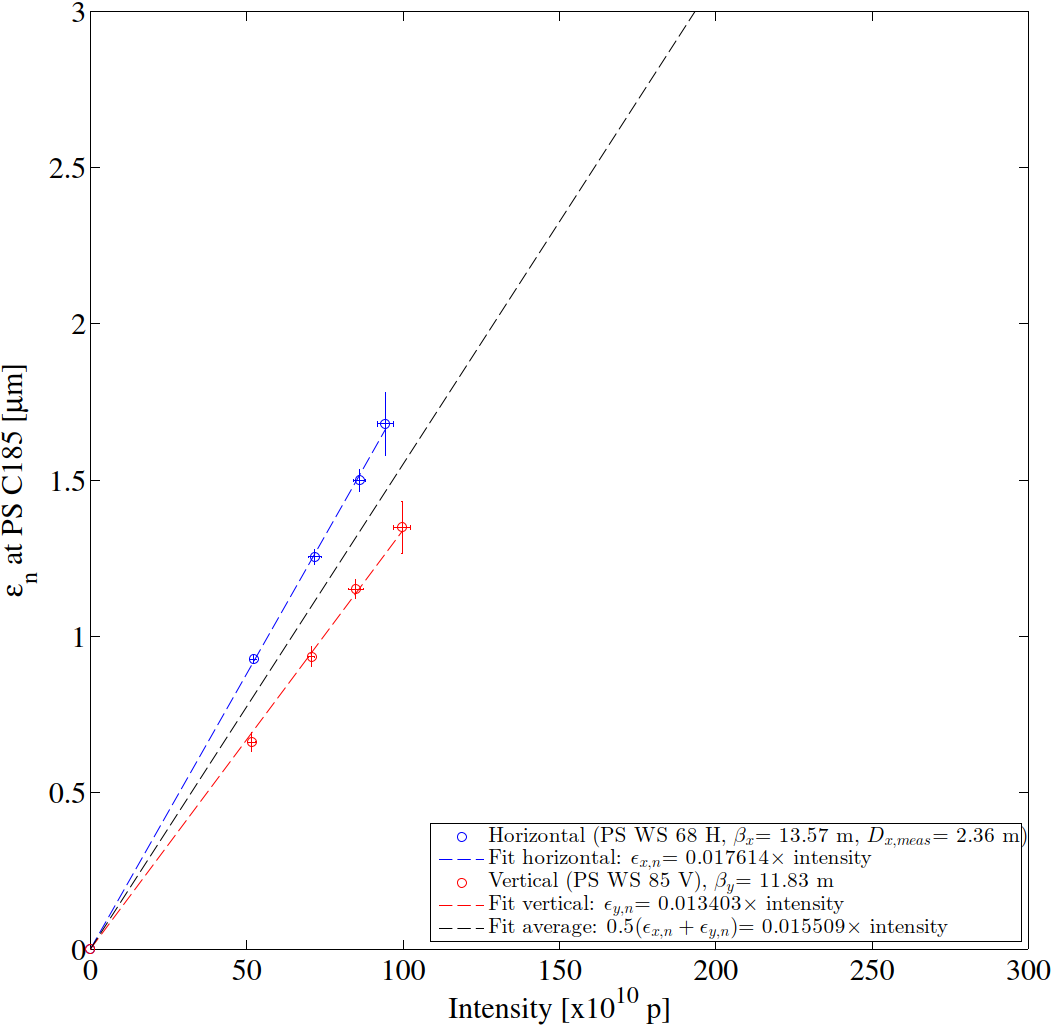 3
2.5
2
1.5
1
0.5
0
εn at PS C185 [µm]
Horizontal (PS WS 68 H, βx= 13.57 m, Dx,meas= 2.36 m)
Fit horizontal: ϵx,n= 0.017614× intensity
Vertical (PS WS 85 V), βy= 11.83 m
Fit vertical: ϵy,n= 0.013403× intensity
Fit average: 0.5(ϵx,n + ϵy,n)= 0.015509× intensity
0 50 100 150 200 250 300
Intensity [x10^10 p]